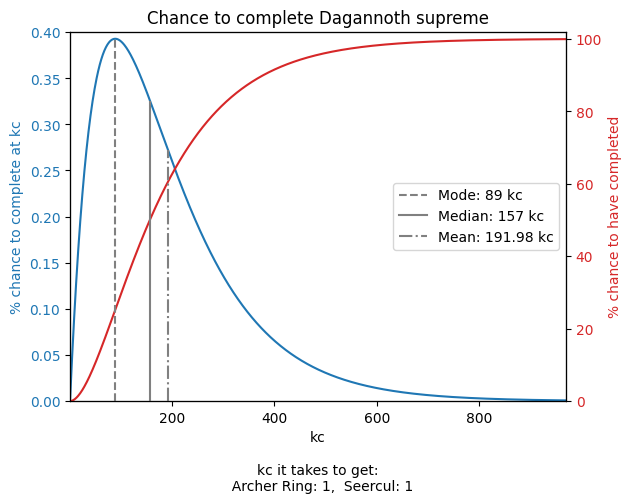 Chance to complete Dagannoth supreme
% chance to complete at kc
0.40
0.35
0.30
0.25
0.20
0.15
0.10
0.05
0.00
100
80
60
40
20
0
% chance to have completed
Mode: 89 kc
Median: 157 kc
Mean: 191.98 kc
200 400 600 800
kc
kc it takes to get:
Archer Ring: 1,  Seercul: 1